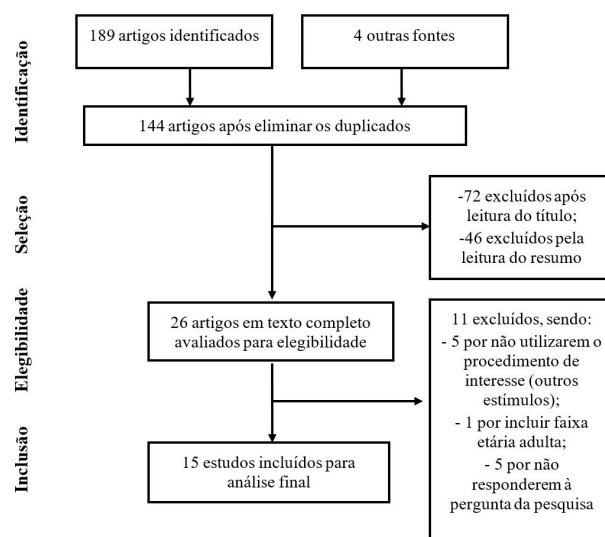 Identificação
189 artigos identificados
4 outras fontes
144 artigos após eliminar os duplicados
Seleção
-72 excluídos após
leitura do título;
-46 excluídos pela
leitura do resumo
Elegibilidade
26 artigos em texto completo
avaliados para elegibilidade
11 excluídos, sendo:
- 5 por não utilizarem o
procedimento de
interesse (outros
estímulos);
- 1 por incluir faixa
etária adulta;
- 5 por não
responderem à
pergunta da pesquisa
Inclusão
15 estudos incluídos para
análise final